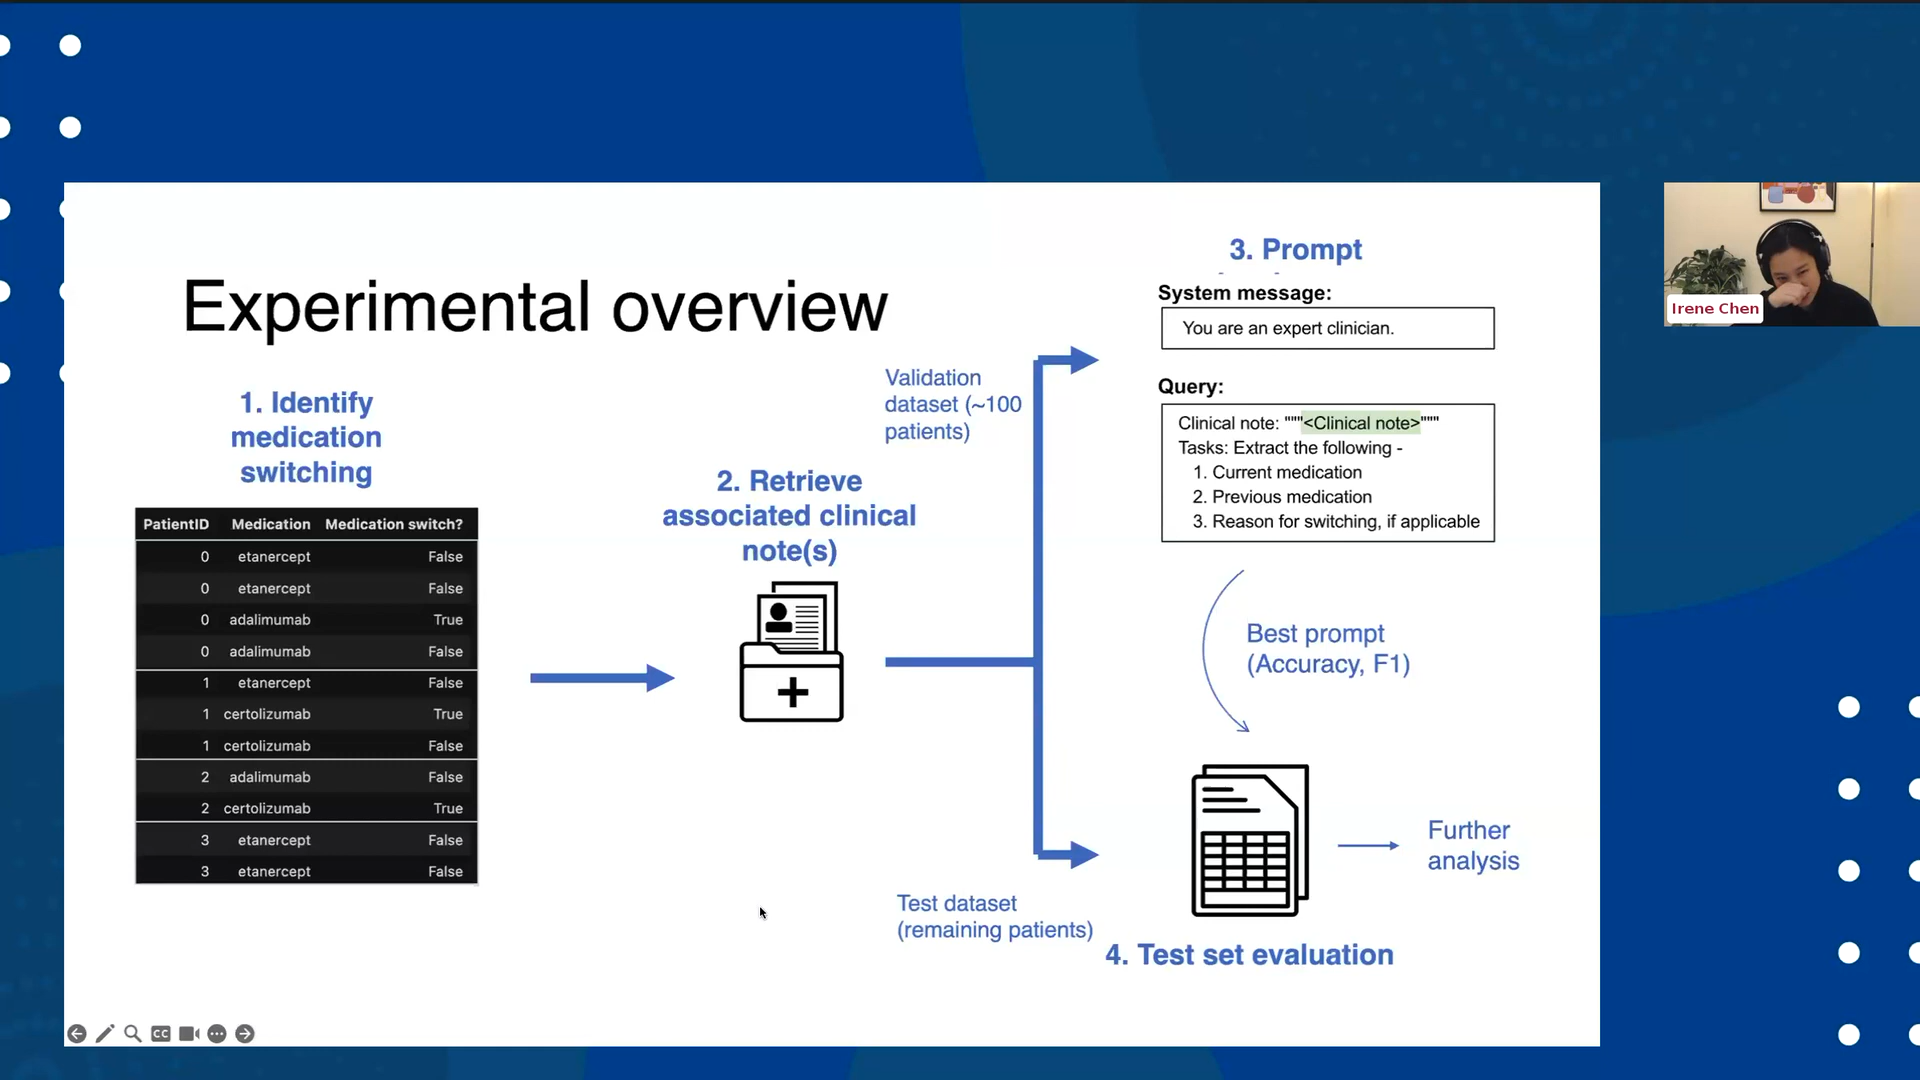 Experimental overview
1. Identify
medication
switching
PatientID Medication Medication switch?
0 etanercept False
0 etanercept False
0 adalimumab True
0 adalimumab False
1 etanercept False
1 certolizumab True
1 certolizumab False
2 adalimumab False
2 certolizumab True
3 etanercept False
3 etanercept False
2. Retrieve
associated clinical
note(s)
Validation
dataset (~100
patients)
Test dataset
(remaining patients)
3. Prompt
System message:
You are an expert clinician.
Query:
Clinical note: """<Clinical note>"""
Tasks: Extract the following -
1. Current medication
2. Previous medication
3. Reason for switching, if applicable
Best prompt
(Accuracy, F1)
Further
analysis
4. Test set evaluation
CC
Irene Chen